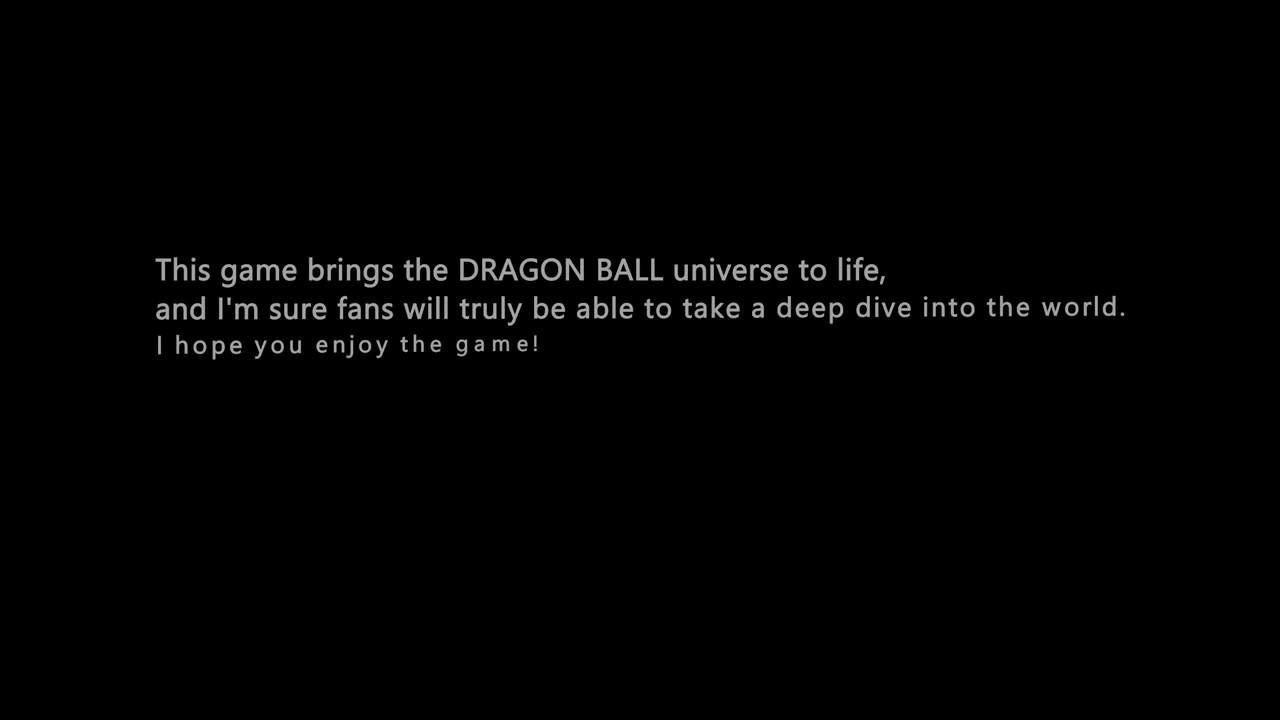 This game brings the DRAGON BALL universe to life,
and I'm sure fans will truly be able to take a deep dive into the world.
I hope you enjoy the game!